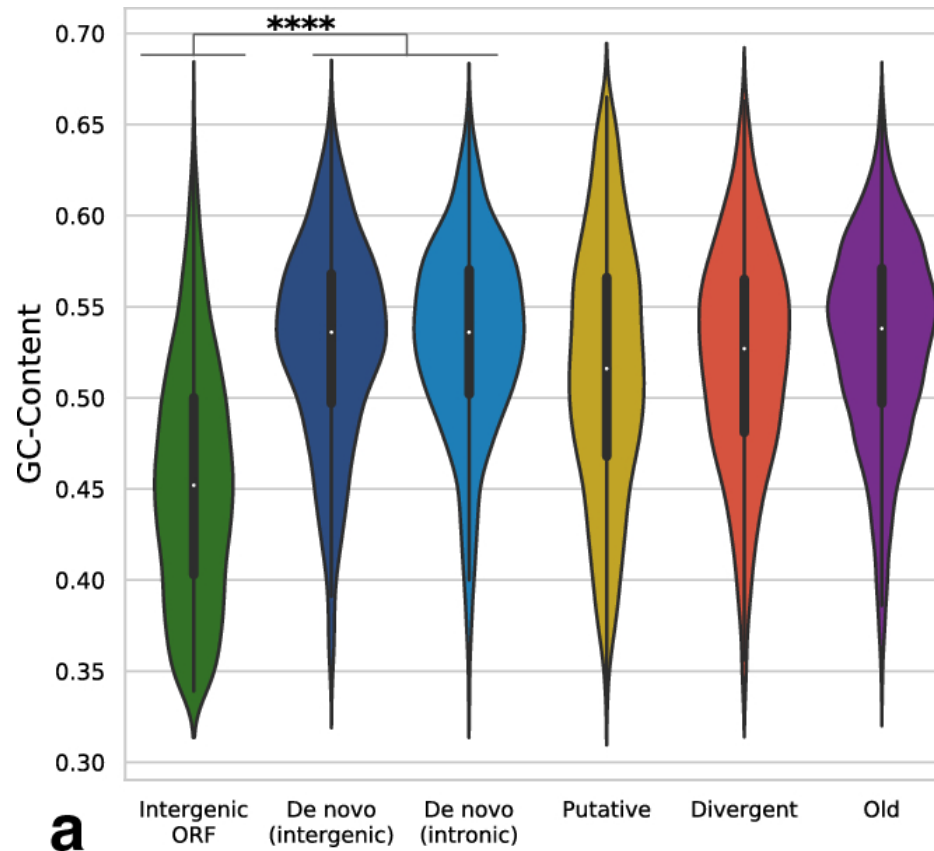 ****
0.70
0.65
0.60
0.55
0.50
0.45
0.40
0.35
0.30
GC-Content
Intergenic ORF
De novo (intergenic)
De novo (intronic)
Putative
Divergent
Old
a